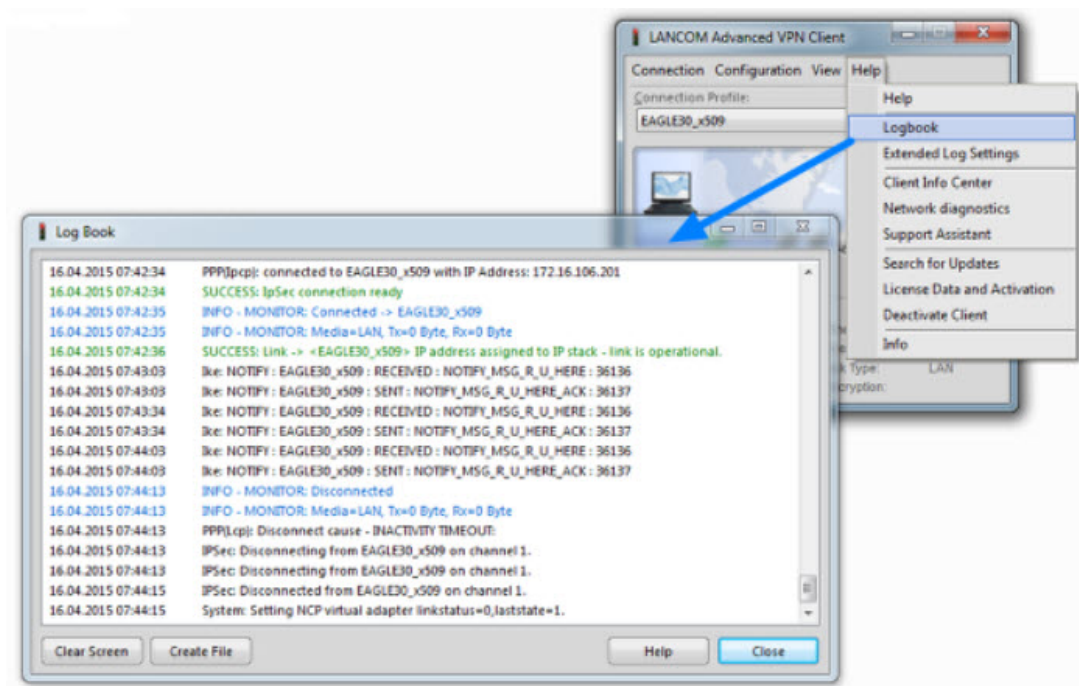 LANCOM Advanced VPN Client
Connection Configuration View Help
Connection Profile:
EAGLE30_x509
Help
Logbook
Extended Log Settings
Client Info Center
Network diagnostics
Support Assistant
Search for Updates
License Data and Activation
Deactivate Client
Info
Type: LAN
Log Book
16.04.2015 07:42:34 PPP(Ipcp): connected to EAGLE30_x509 with IP Address: 172.16.106.201
16.04.2015 07:42:34 SUCCESS: IpSec connection ready
16.04.2015 07:42:35 INFO - MONITOR: Connected -> EAGLE30_x509
16.04.2015 07:42:35 INFO - MONITOR: Media=LAN, Tx=0 Byte, Rx=0 Byte
16.04.2015 07:42:36 SUCCESS: Link -> <EAGLE30_x509> IP address assigned to IP stack - link is operational.
16.04.2015 07:43:03 Ike: NOTIFY : EAGLE30_x509 : RECEIVED : NOTIFY_MSG_R_U_HERE : 36136
16.04.2015 07:43:03 Ike: NOTIFY : EAGLE30_x509 : SENT : NOTIFY_MSG_R_U_HERE_ACK : 36137
16.04.2015 07:43:34 Ike: NOTIFY : EAGLE30_x509 : RECEIVED : NOTIFY_MSG_R_U_HERE : 36136
16.04.2015 07:43:34 Ike: NOTIFY : EAGLE30_x509 : SENT : NOTIFY_MSG_R_U_HERE_ACK : 36137
16.04.2015 07:44:03 Ike: NOTIFY : EAGLE30_x509 : RECEIVED : NOTIFY_MSG_R_U_HERE : 36136
16.04.2015 07:44:03 Ike: NOTIFY : EAGLE30_x509 : SENT : NOTIFY_MSG_R_U_HERE_ACK : 36137
16.04.2015 07:44:13 INFO - MONITOR: Disconnected
16.04.2015 07:44:13 INFO - MONITOR: Media=LAN, Tx=0 Byte, Rx=0 Byte
16.04.2015 07:44:13 PPP(Lcp): Disconnect cause - INACTIVITY TIMEOUT:
16.04.2015 07:44:13 IPSec: Disconnecting from EAGLE30_x509 on channel 1.
16.04.2015 07:44:13 IPSec: Disconnecting from EAGLE30_x509 on channel 1.
16.04.2015 07:44:15 IPSec: Disconnected from EAGLE30_x509 on channel 1.
16.04.2015 07:44:15 System: Setting NCP virtual adapter linkstatus=0,laststate=1.
Clear Screen Create File Help Close